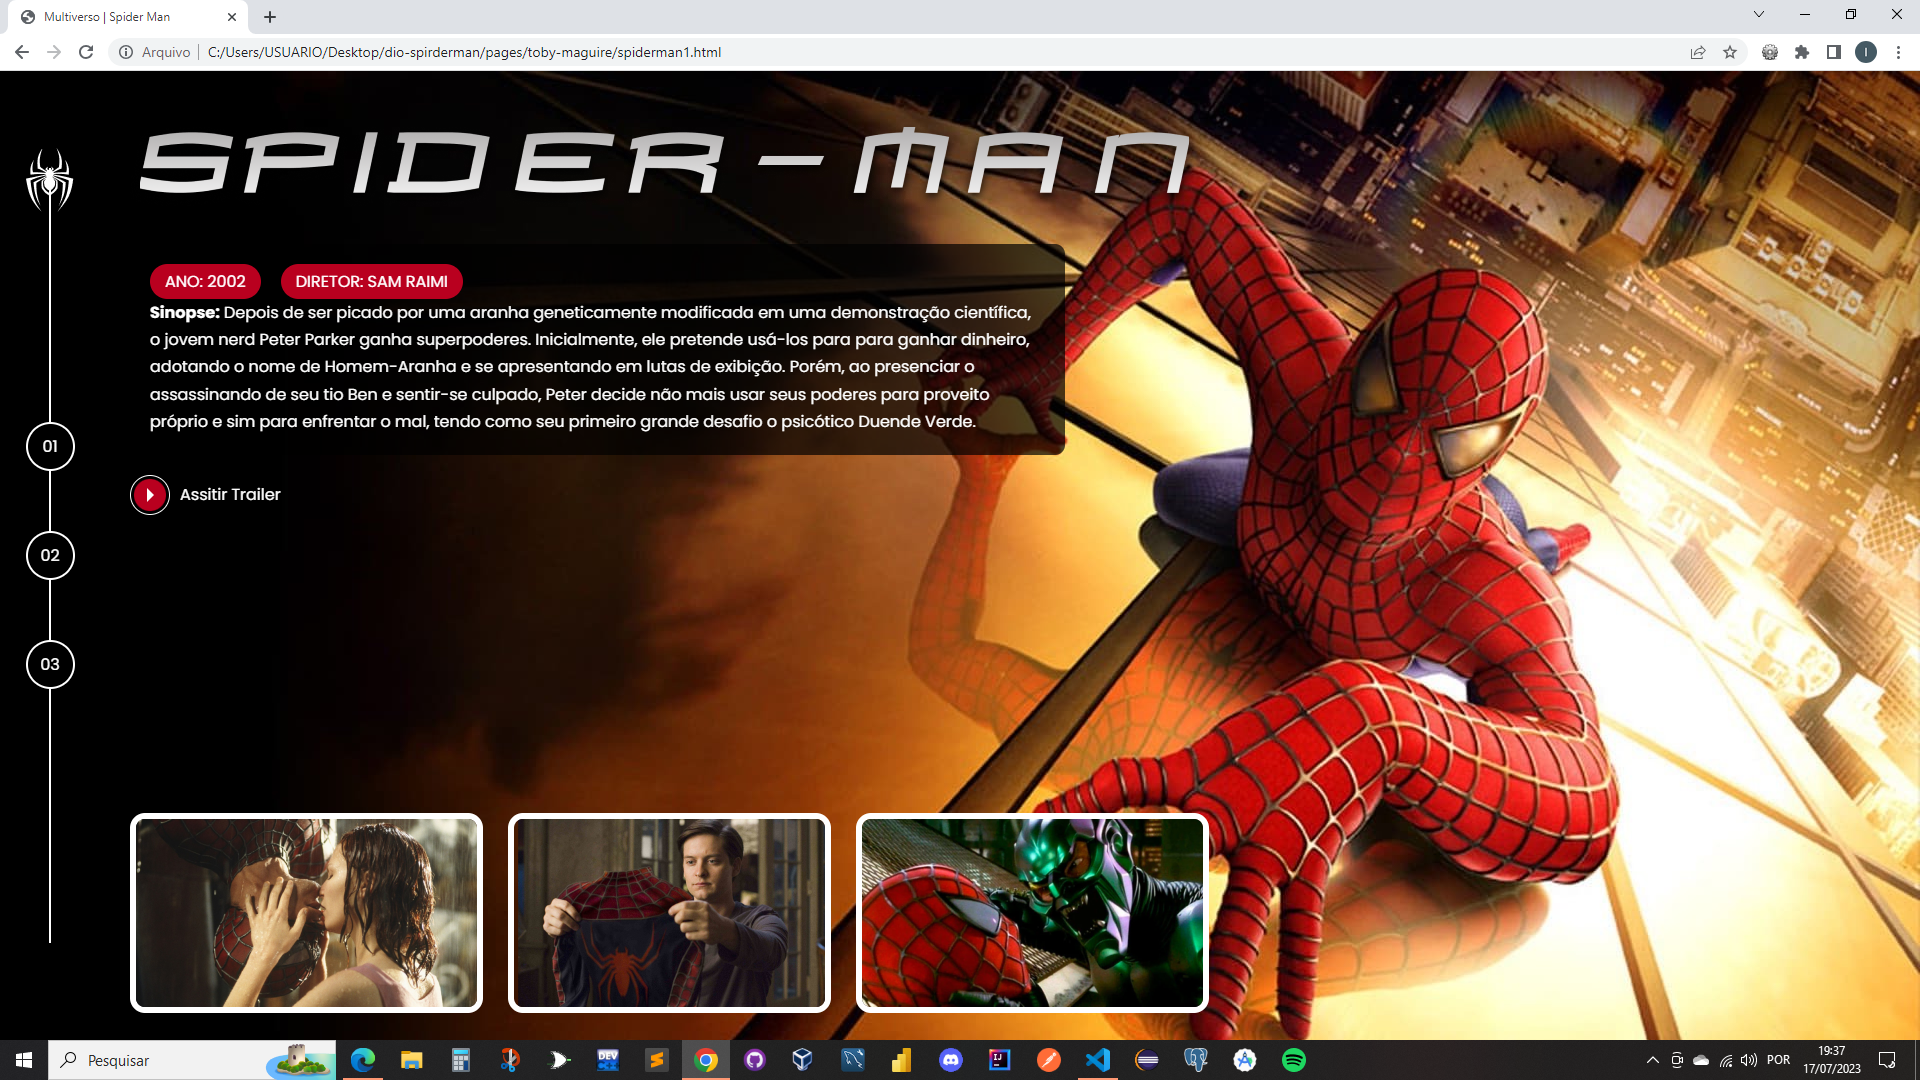 Multiverso | Spider Man
Arquivo
C:/Users/USUARIO/Desktop/dio-spirderman/pages/toby-maguire/spiderman1.html
I
SPIDER-MAN
ANO: 2002
DIRETOR: SAM RAIMI
Sinopse: Depois de ser picado por uma aranha geneticamente modificada em uma demonstração científica,
o jovem nerd Peter Parker ganha superpoderes. Inicialmente, ele pretende usá-los para para ganhar dinheiro,
adotando o nome de Homem-Aranha e se apresentando em lutas de exibição. Porém, ao presenciar o
assassinando de seu tio Ben e sentir-se culpado, Peter decide não mais usar seus poderes para proveito
próprio e sim para enfrentar o mal, tendo como seu primeiro grande desafio o psicótico Duende Verde.
01
Assitir Trailer
02
03
Pesquisar
DEV
IJ
POR
19:37
17/07/2023